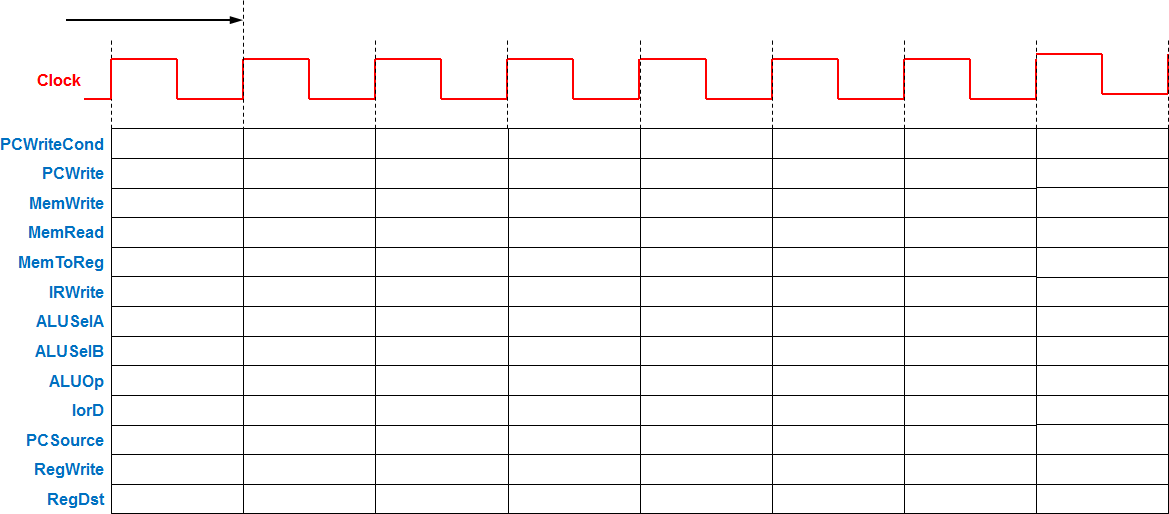 Clock
PCWriteCond
PCWrite
MemWrite
MemRead
MemToReg
IRWrite
ALUSelA
ALUSelB
ALUOp
IorD
PCSource
RegWrite
RegDst